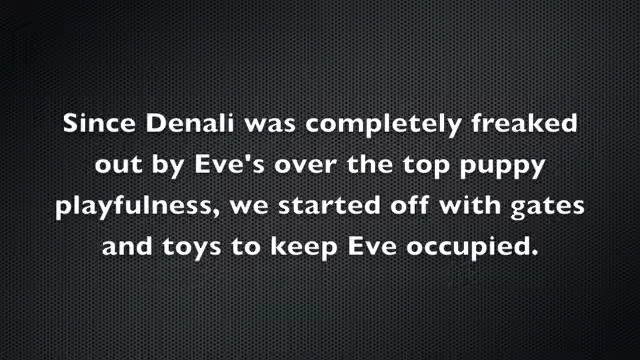 Since Denali was completely freaked
out by Eve's over the top puppy
playfulness, we started off with gates
and toys to keep Eve occupied.